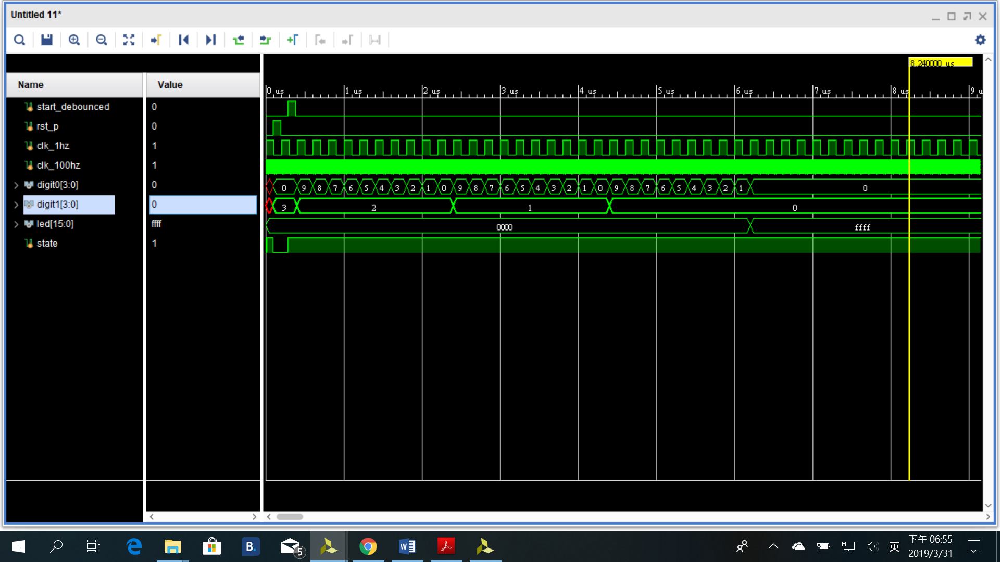 Untitled 11*
8.240000 us
Name
Value
0 us
1 us
2 us
3 us
4 us
5 us
6 us
7 us
8 us
9 u
start_debounced
0
rst_p
0
clk_1hz
1
clk_100hz
1
digit0[3:0]
0
0 9 8 7 6 5 4 3 2 1 0 9 8 7 6 5 4 3 2 1 0 9 8 7 6 5 4 3 2 1 0
digit1[3:0]
0
3 2 1 0
led[15:0]
ffff
0000 ffff
state
1
B.
5
W
英
下午 06:55
2019/3/31